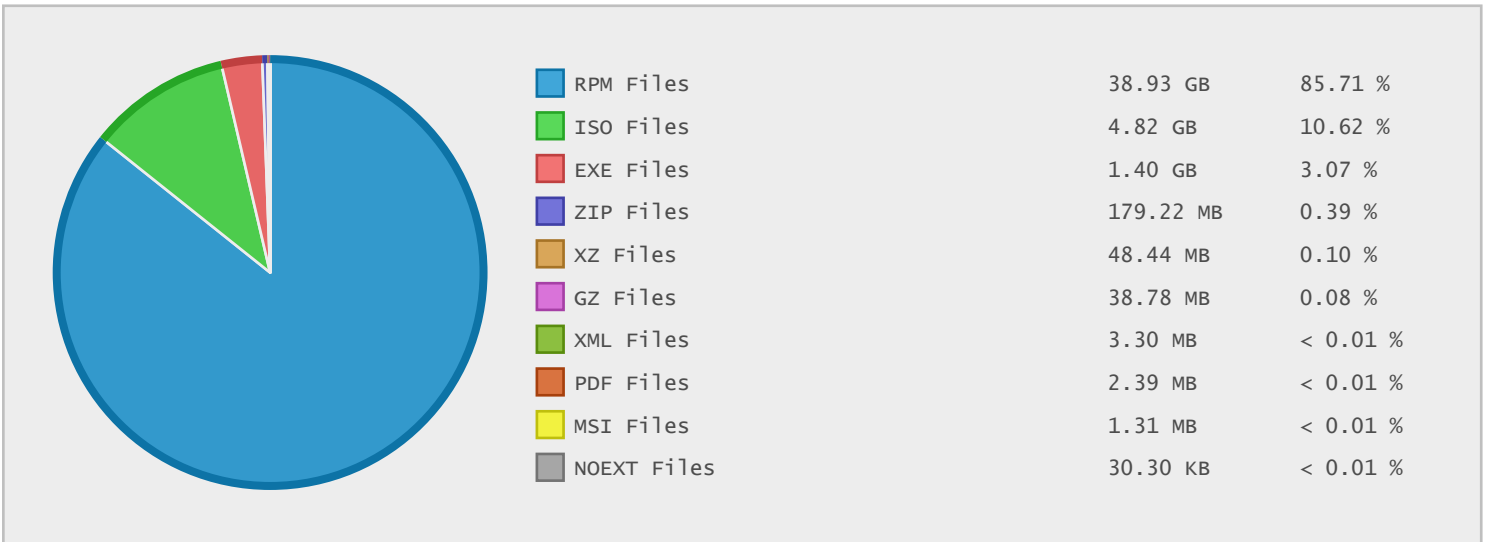 RPM Files 38.93 GB 85.71 %
ISO Files 4.82 GB 10.62 %
EXE Files 1.40 GB 3.07 %
ZIP Files 179.22 MB 0.39 %
XZ Files 48.44 MB 0.10 %
GZ Files 38.78 MB 0.08 %
XML Files 3.30 MB < 0.01 %
PDF Files 2.39 MB < 0.01 %
MSI Files 1.31 MB < 0.01 %
NOEXT Files 30.30 KB < 0.01 %